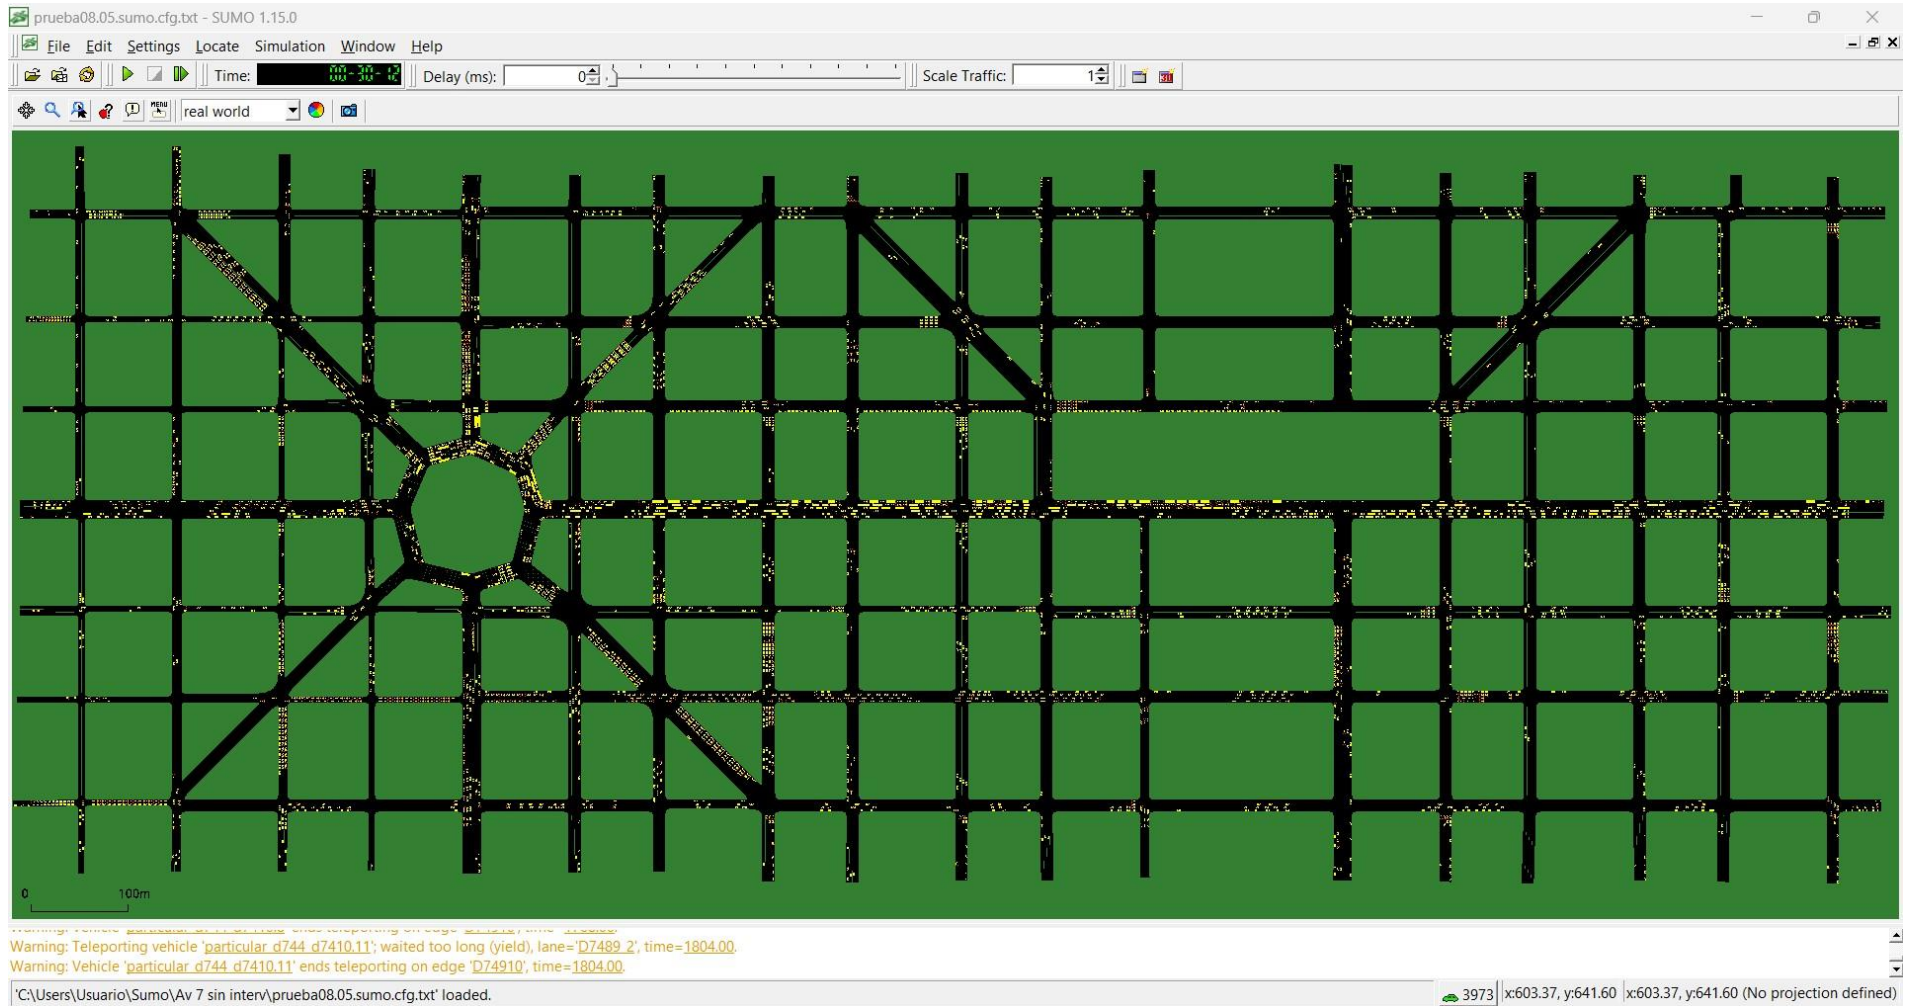 prueba08.05.sumo.cfg.txt - SUMO 1.15.0
File Edit Settings Locate Simulation Window Help
Time: 00-30-12 Delay (ms): 0 Scale Traffic: 1
MENU real world
0 100m
Warning: Teleporting vehicle 'particular_d744_d7410.11'; waited too long (yield), lane='D7489_2', time=1804.00.
Warning: Vehicle 'particular_d744_d7410.11' ends teleporting on edge 'D74910', time=1804.00.
'C:\Users\Usuario\Sumo\Av 7 sin interv\prueba08.05.sumo.cfg.txt' loaded. 3973 x:603.37, y:641.60 x:603.37, y:641.60 (No projection defined)